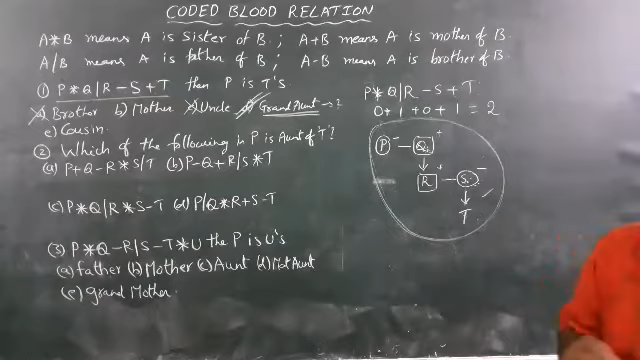 CODED BLOOD RELATION
A*B means A is sister of B ; A+B means A is mother of B.
A/B means A is father of B ; A-B means A is brother of B.
① P*Q/R-S+T then P is T's.
a) Brother b) Mother c) Uncle d) Grand Aunt
e) Cousin.
② Which of the following in P is Aunt of T?
(a) P+Q-R*S/T (b) P-Q+R/S*T
(c) P*Q/R*S-T (d) P/Q*R+S-T
(3) P*Q-R/S-T*U the P is U's
(a) father (b) Mother (c) Aunt (d) Not Aunt
(e) grand Mother.
P*Q/R-S+T
0+1+0+1=2
P - Q +
R + S -
T